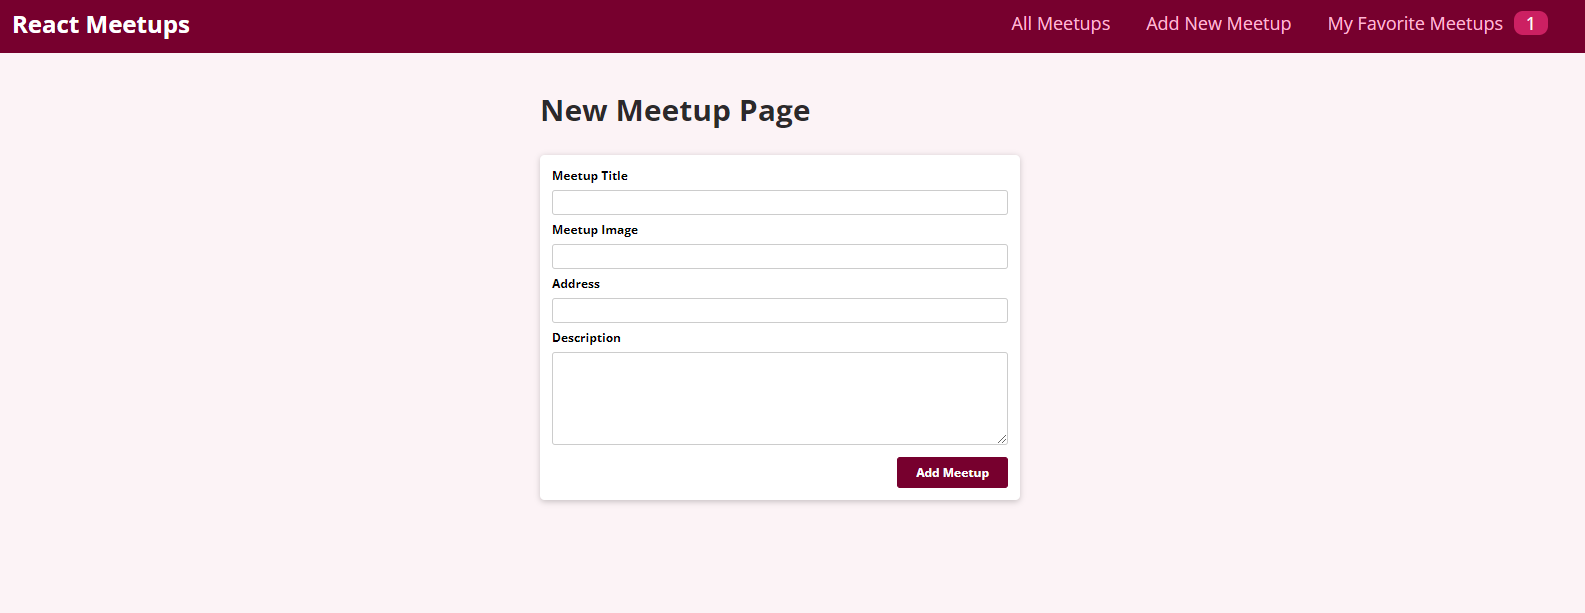 React Meetups
All Meetups
Add New Meetup
My Favorite Meetups 1
New Meetup Page
Meetup Title
Meetup Image
Address
Description
Add Meetup